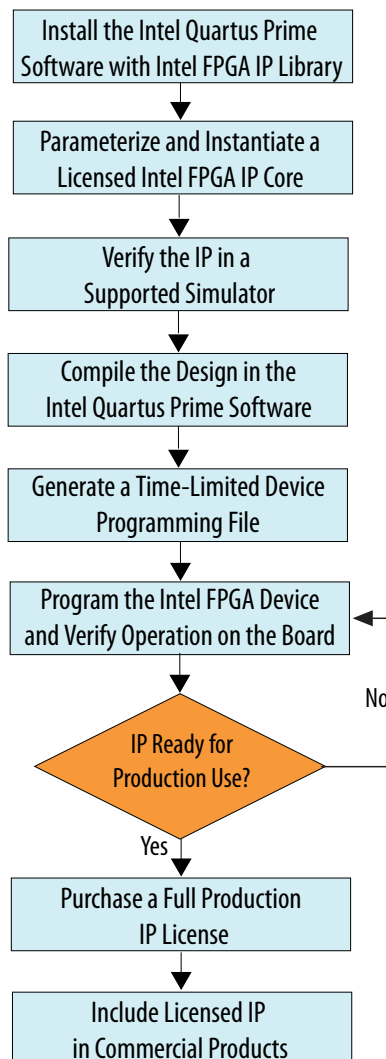 Install the Intel Quartus Prime
Software with Intel FPGA IP Library
Parameterize and Instantiate a
Licensed Intel FPGA IP Core
Verify the IP in a
Supported Simulator
Compile the Design in the
Intel Quartus Prime Software
Generate a Time-Limited Device
Programming File
Program the Intel FPGA Device
and Verify Operation on the Board
No
IP Ready for
Production Use?
Yes
Purchase a Full Production
IP License
Include Licensed IP
in Commercial Products